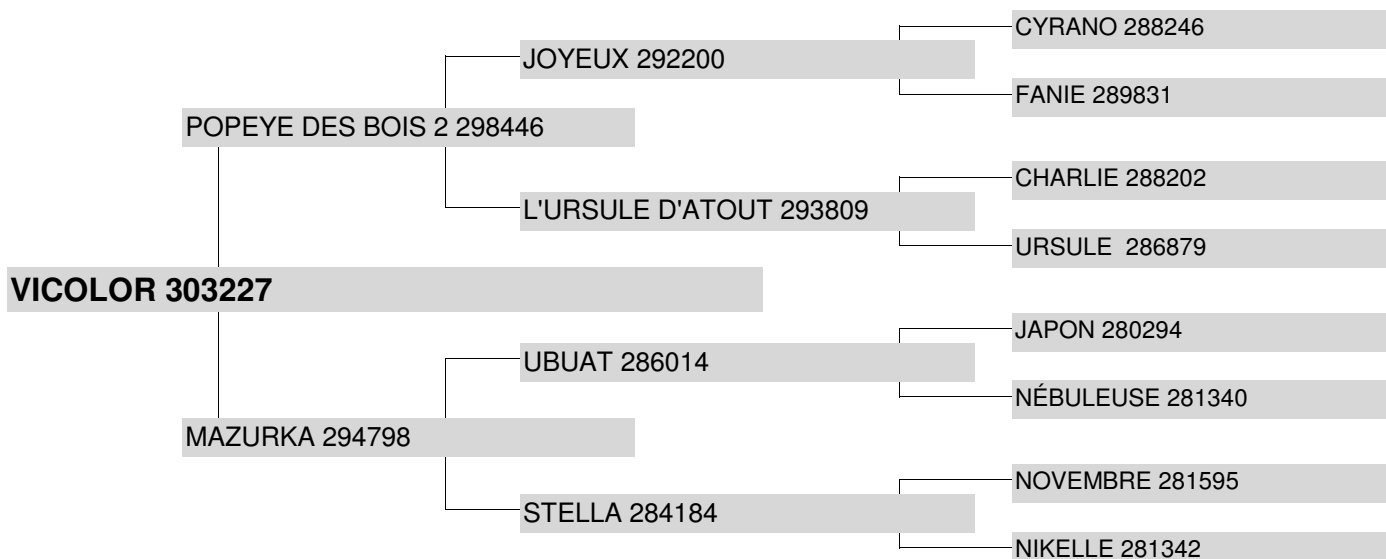 CYRANO 288246
JOYEUX 292200
FANIE 289831
POPEYE DES BOIS 2 298446
CHARLIE 288202
L'URSULE D'ATOUT 293809
URSULE 286879
VICOLOR 303227
JAPON 280294
UBUAT 286014
NÉBULEUSE 281340
MAZURKA 294798
NOVEMBRE 281595
STELLA 284184
NIKELLE 281342